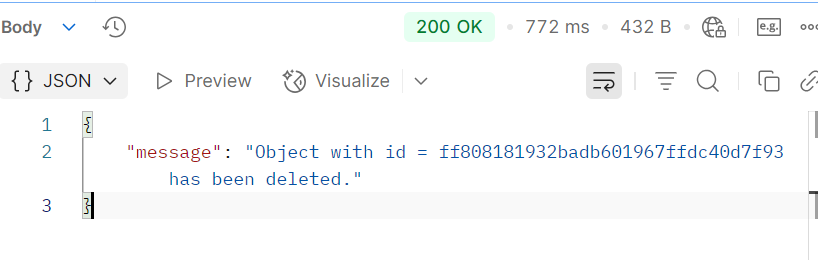 Body 200 OK • 772 ms • 432 B • e.g.
{} JSON Preview Visualize
1 {
2 "message": "Object with id = ff808181932badb601967ffdc40d7f93
has been deleted."
3 }